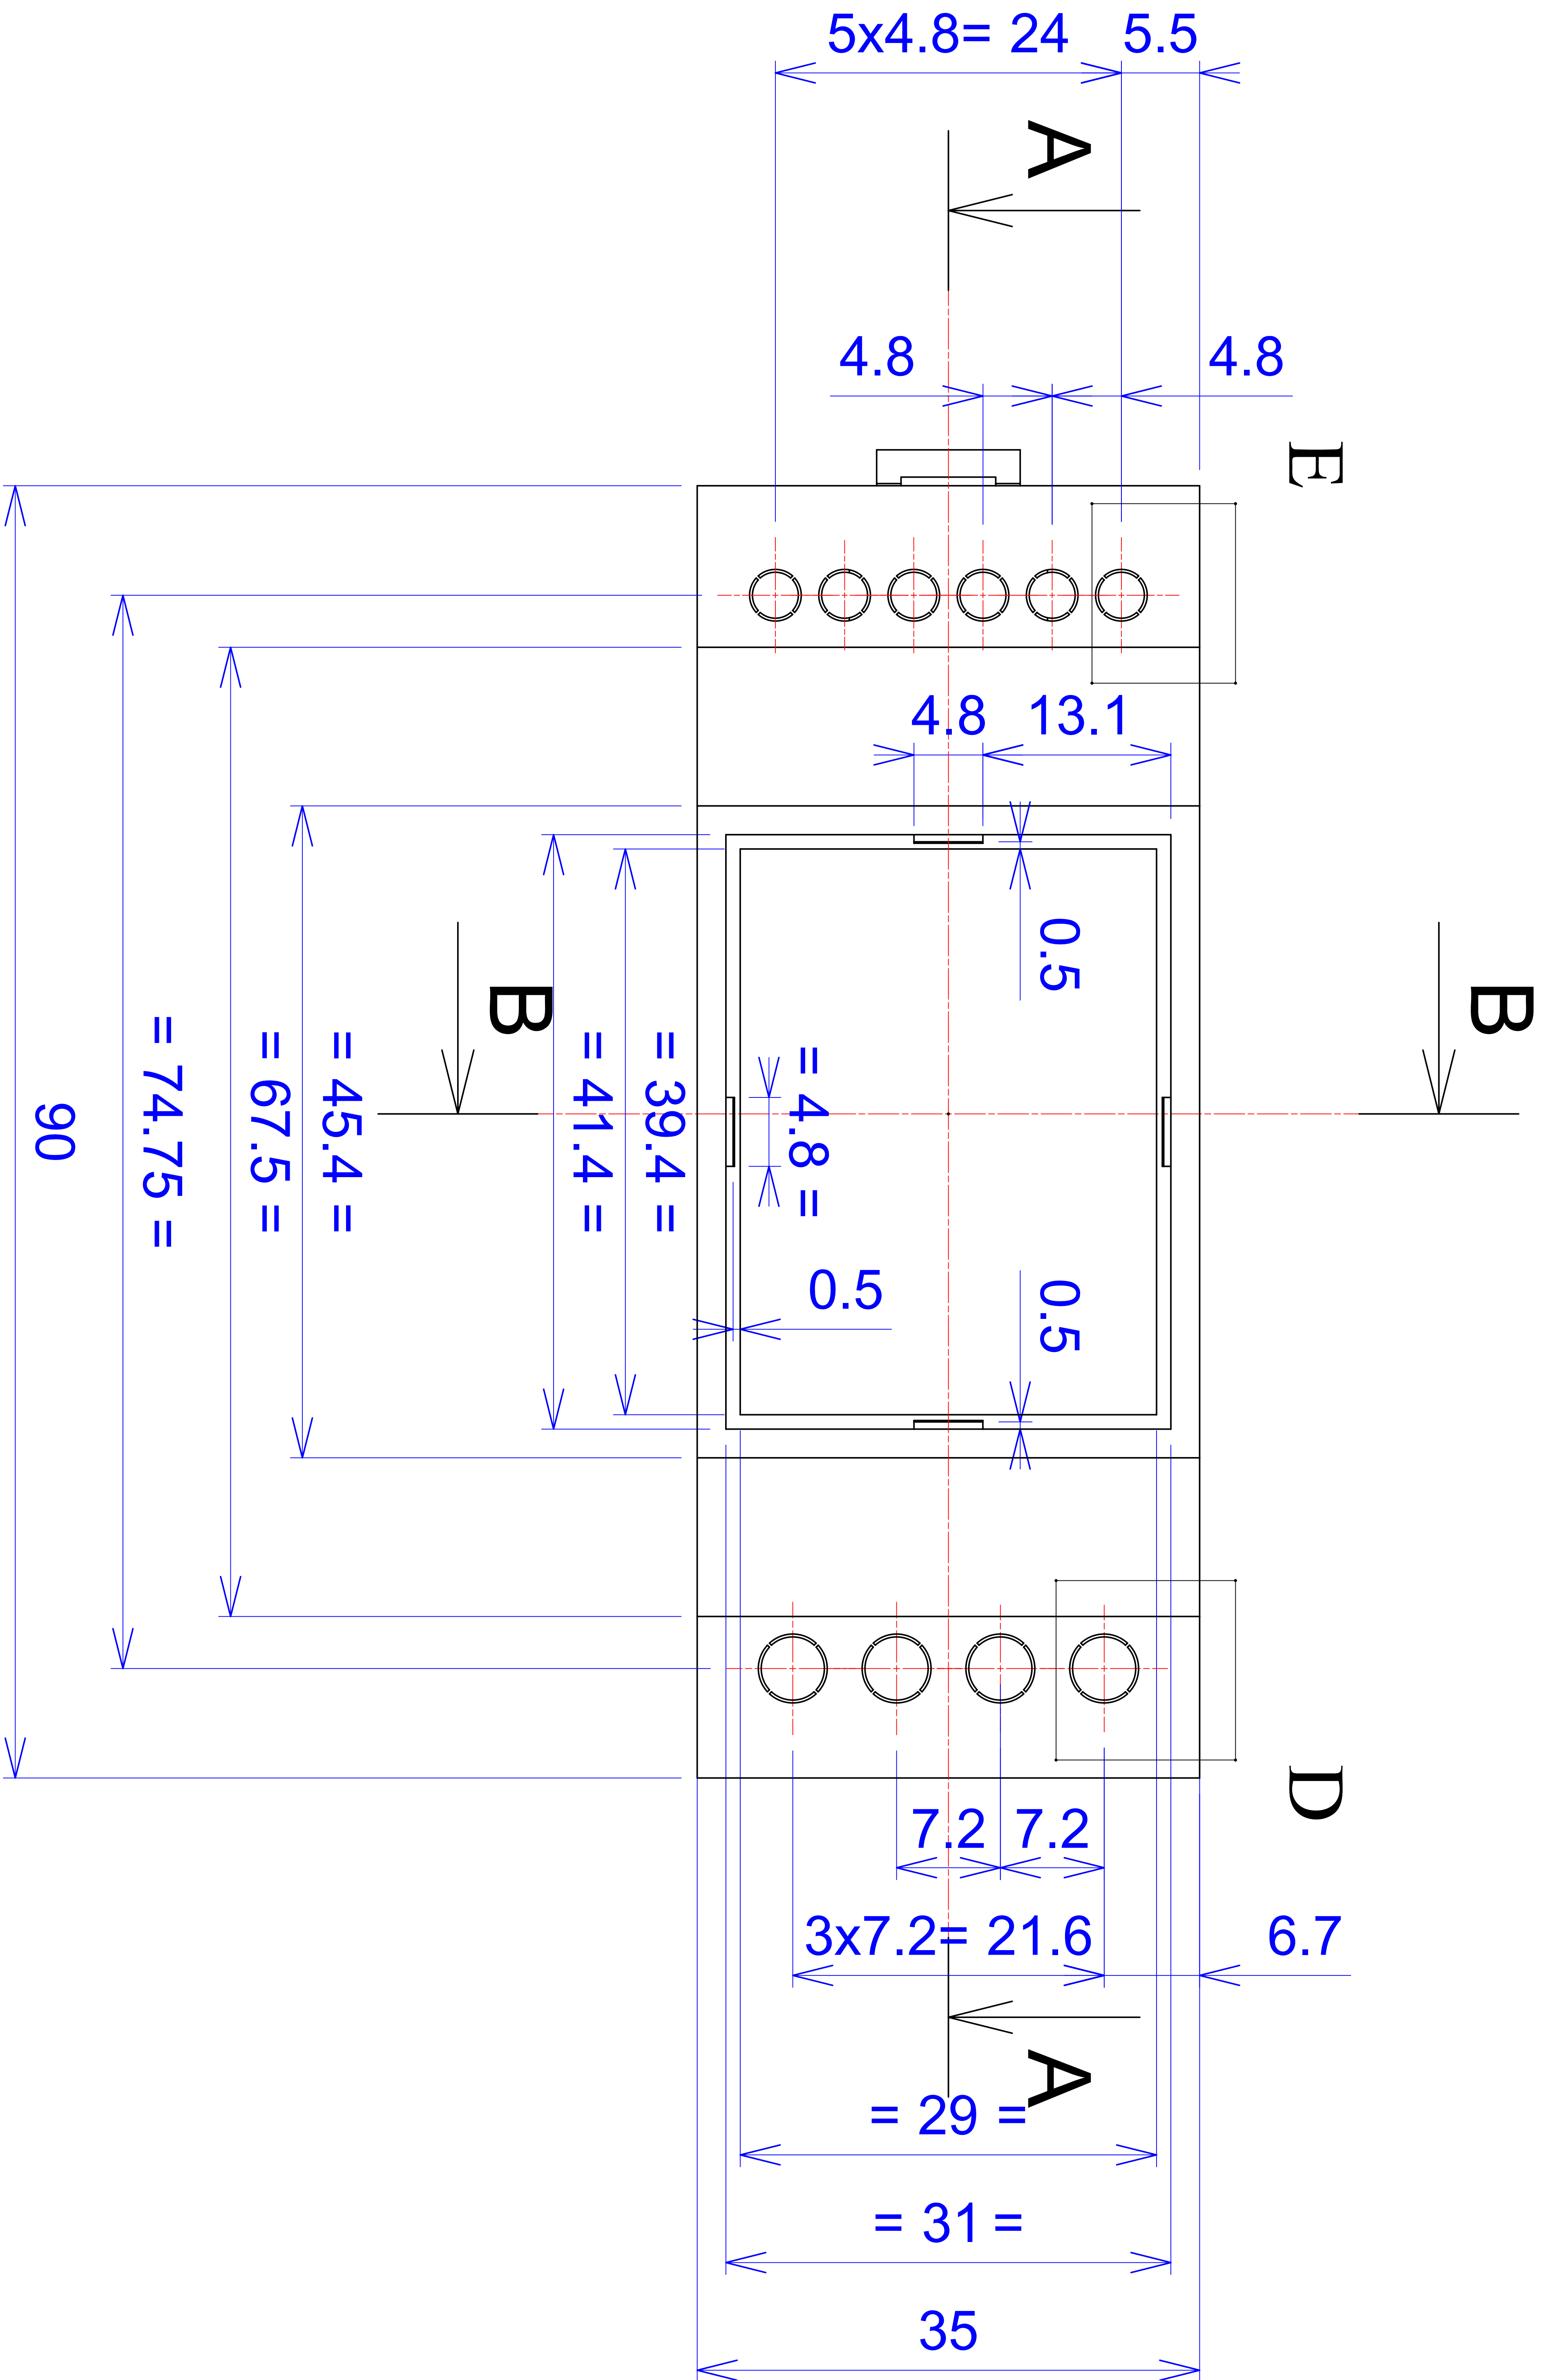 5x4.8= 24 5.5
A
4.8 4.8
E
4.8 13.1
0.5
B B
= 4.8 =
= 39.4 =
= 41.4 =
= 45.4 =
= 67.5 =
= 74.75 =
90
0.5
0.5
D
7.2 7.2
3x7.2= 21.6 6.7
A
= 29 =
= 31 =
35